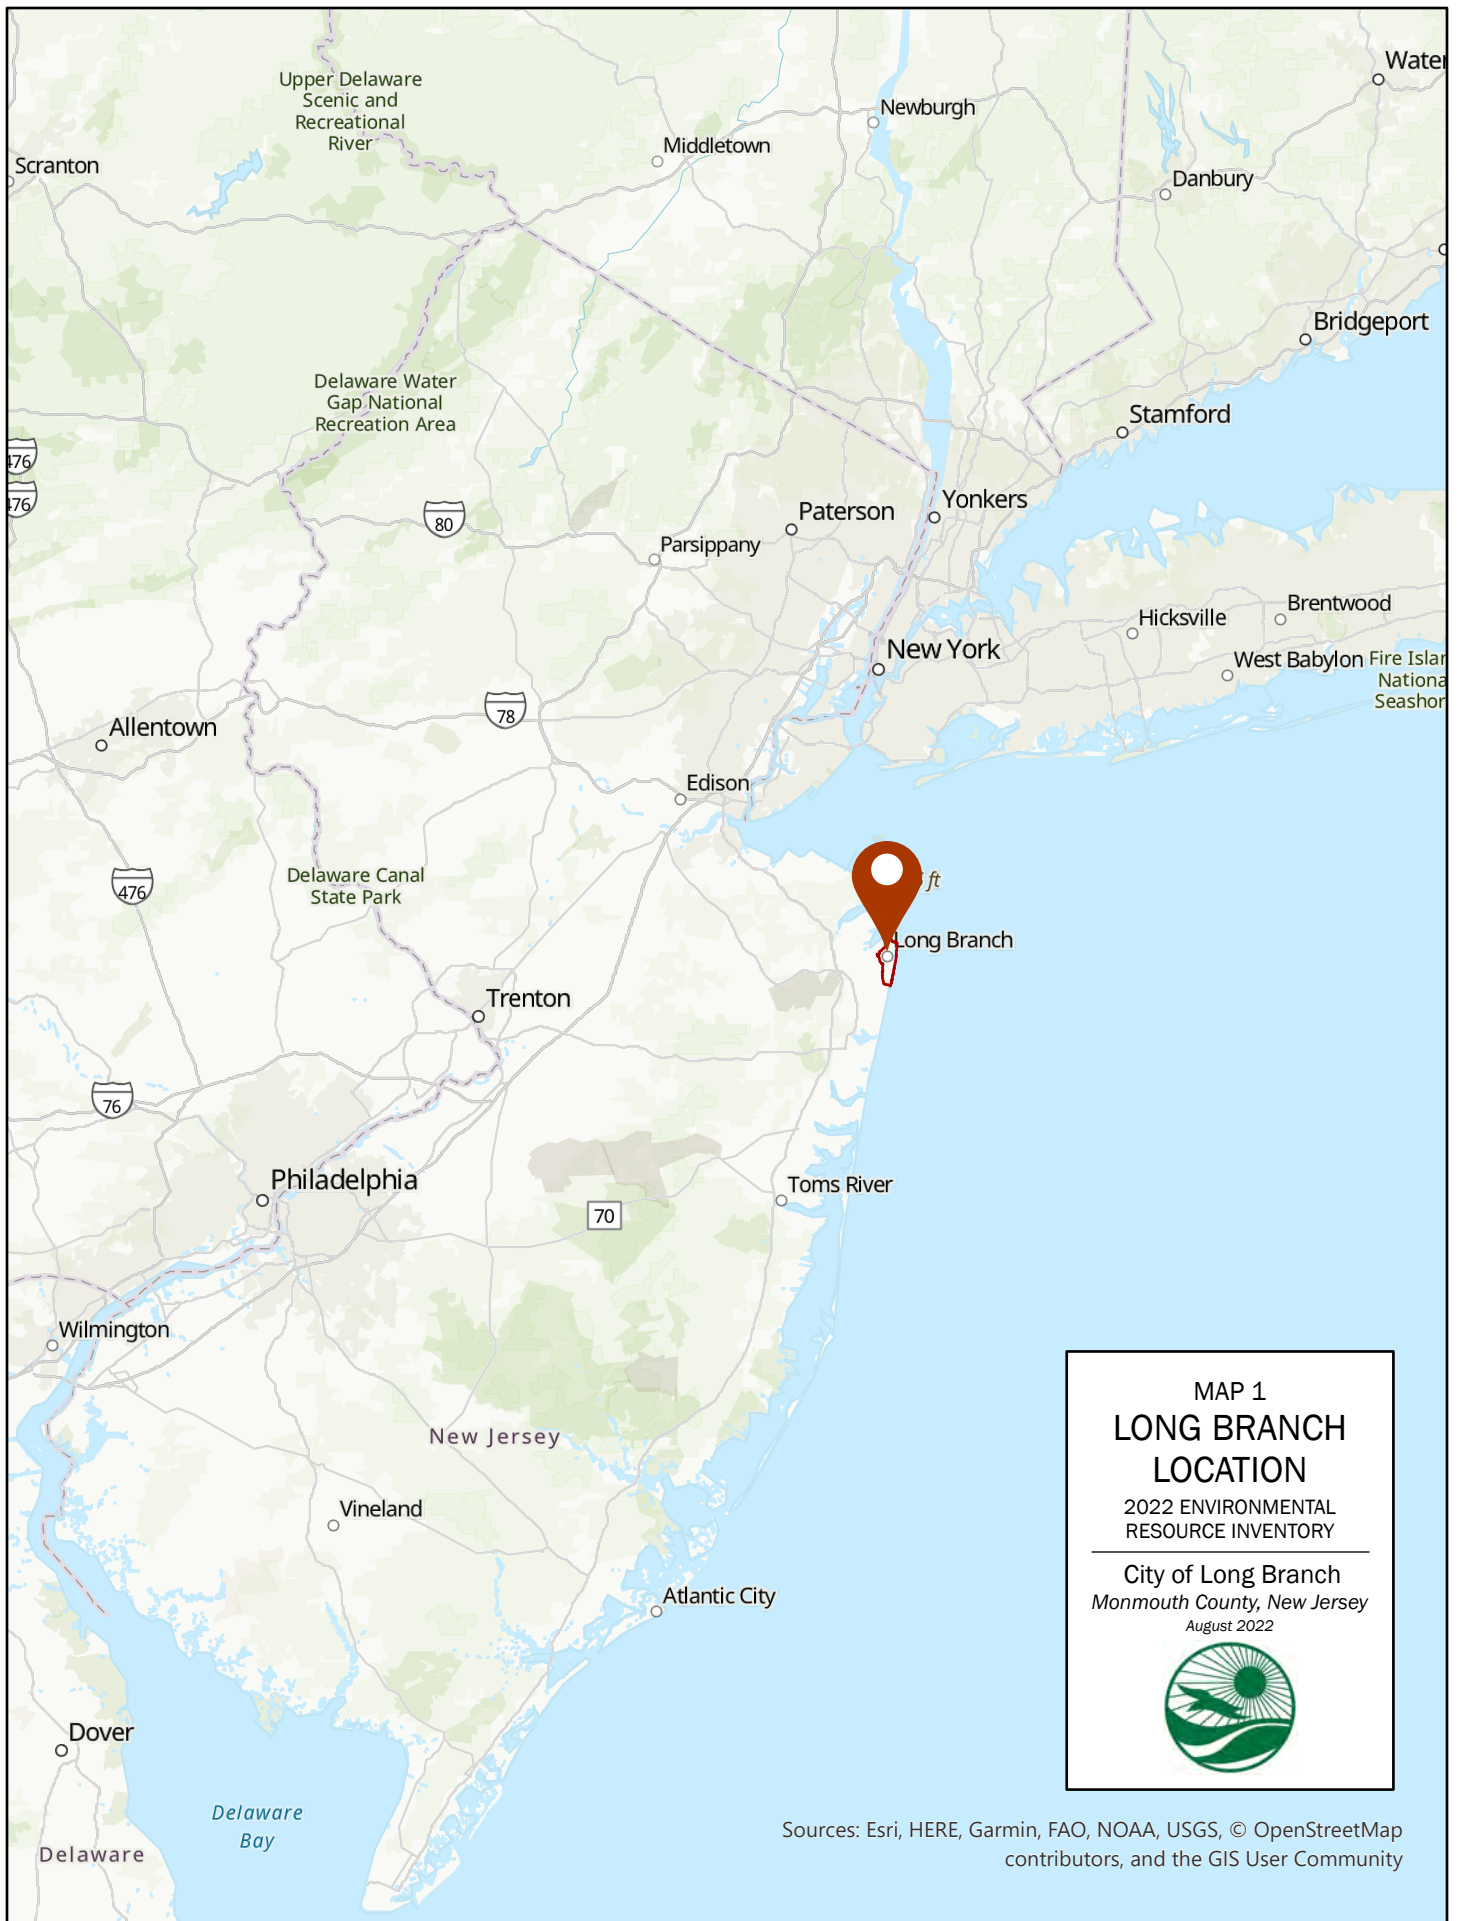 Water
Upper Delaware
Scenic and
Recreational
River
Newburgh
Middletown
Scranton
Danbury
Bridgeport
Delaware Water
Gap National
Recreation Area
Stamford
476
476
80
Paterson
Yonkers
Parsippany
Brentwood
Hicksville
New York
West Babylon
Fire Islan
Nationa
Seashor
78
Allentown
Edison
Delaware Canal
State Park
476
ft
Long Branch
Trenton
76
Philadelphia
Toms River
70
Wilmington
New Jersey
Vineland
Atlantic City
Dover
Delaware
Bay
Delaware
MAP 1
LONG BRANCH
LOCATION
2022 ENVIRONMENTAL
RESOURCE INVENTORY
City of Long Branch
Monmouth County, New Jersey
August 2022
Sources: Esri, HERE, Garmin, FAO, NOAA, USGS, © OpenStreetMap
contributors, and the GIS User Community